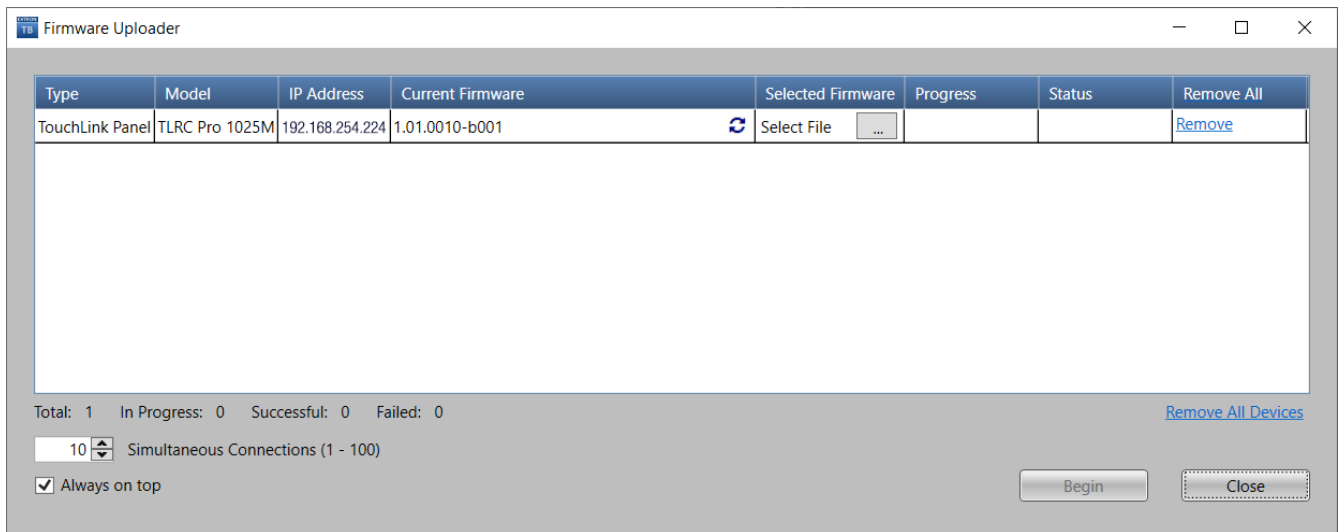 EXTRON
TB
Firmware Uploader
Type Model IP Address Current Firmware Selected Firmware Progress Status Remove All
TouchLink Panel TLRC Pro 1025M 192.168.254.224 1.01.0010-b001 Select File ... Remove
Total: 1 In Progress: 0 Successful: 0 Failed: 0 Remove All Devices
10 Simultaneous Connections (1 - 100)
Always on top Begin Close